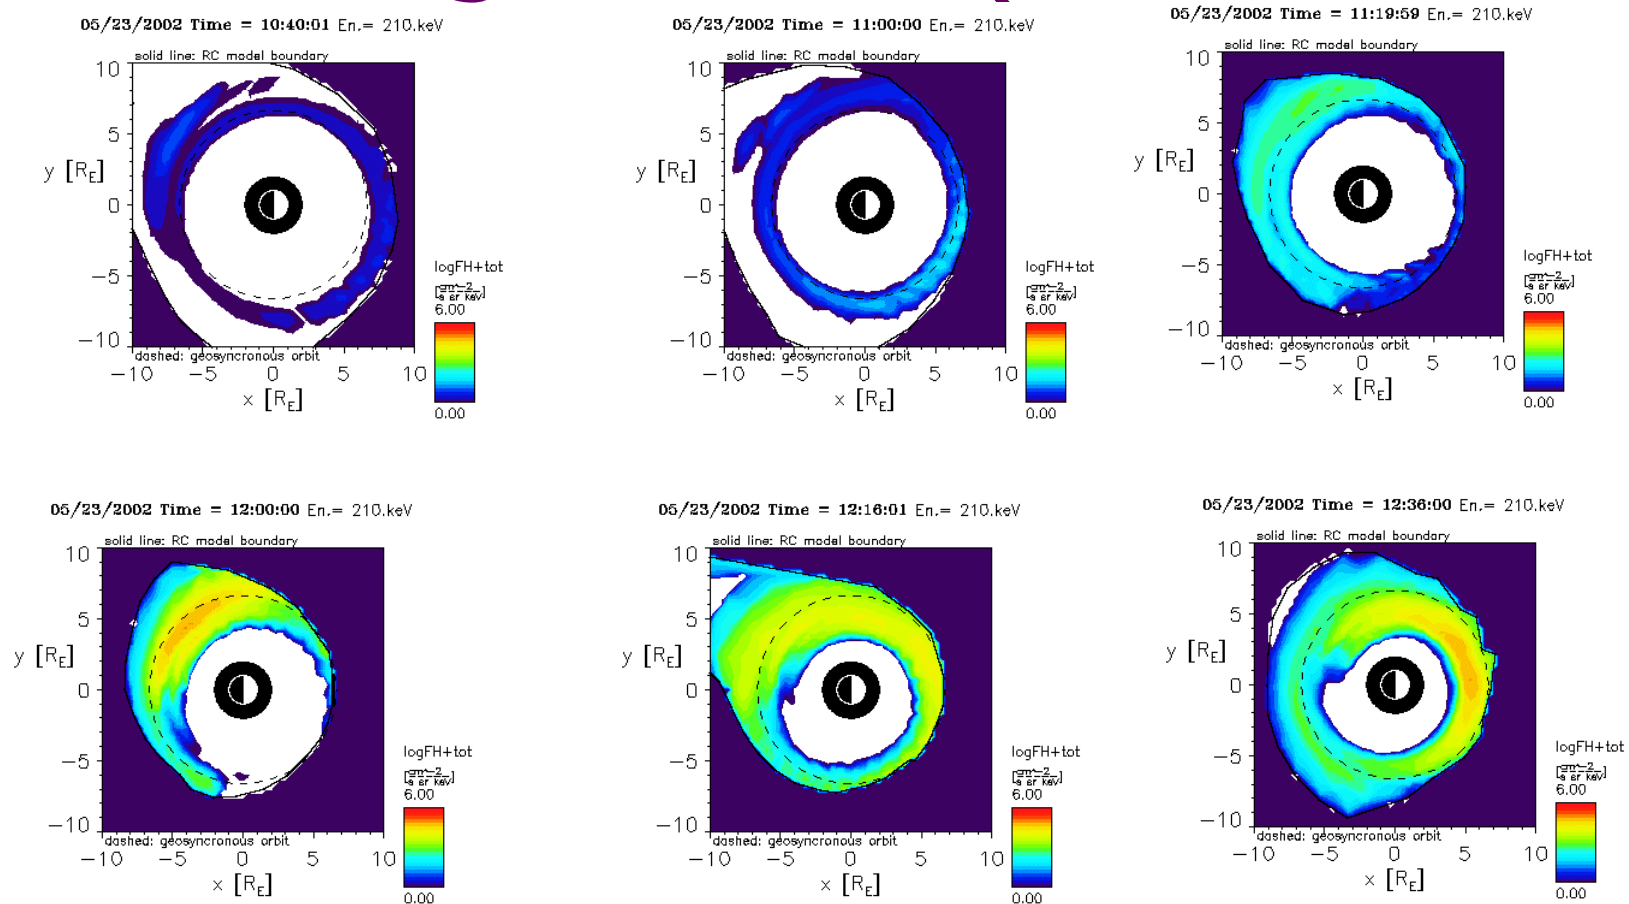 05/23/2002 Time = 10:40:01 En.= 210.keV
solid line: RC model boundary
10
5
y [RE]
0
−5
−10
dashed: geosyncronous orbit
−10 −5 0 5 10
x [RE]
logFH+tot
6.00
0.00
05/23/2002 Time = 11:00:00 En.= 210.keV
solid line: RC model boundary
10
5
y [RE]
0
−5
−10
dashed: geosyncronous orbit
−10 −5 0 5 10
x [RE]
logFH+tot
6.00
0.00
05/23/2002 Time = 11:19:59 En.= 210.keV
solid line: RC model boundary
10
5
y [RE]
0
−5
−10
dashed: geosyncronous orbit
−10 −5 0 5 10
x [RE]
logFH+tot
6.00
0.00
05/23/2002 Time = 12:00:00 En.= 210.keV
solid line: RC model boundary
10
5
y [RE]
0
−5
−10
dashed: geosyncronous orbit
−10 −5 0 5 10
x [RE]
logFH+tot
6.00
0.00
05/23/2002 Time = 12:16:01 En.= 210.keV
solid line: RC model boundary
10
5
y [RE]
0
−5
−10
dashed: geosyncronous orbit
−10 −5 0 5 10
x [RE]
logFH+tot
6.00
0.00
05/23/2002 Time = 12:36:00 En.= 210.keV
solid line: RC model boundary
10
5
y [RE]
0
−5
−10
dashed: geosyncronous orbit
−10 −5 0 5 10
x [RE]
logFH+tot
6.00
0.00